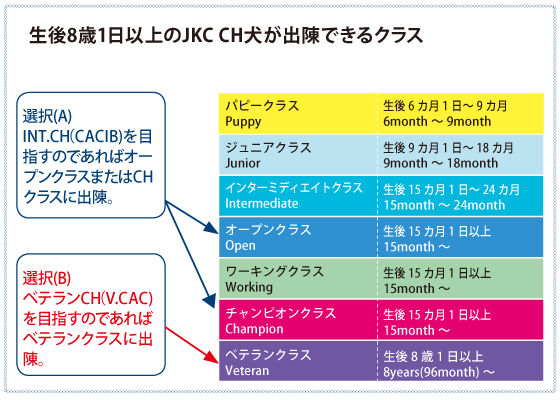 生後8歳1日以上のJKC CH犬が出陳できるクラス
選択(A)
INT.CH(CACIB)を目
指すのであればオー
プンクラスまたはCH
クラスに出陳。
選択(B)
ベテランCH(V.CAC)
を目指すのであれば
ベテランクラスに出
陳。
パピークラス 生後 6 カ月 1 日〜 9 カ月
Puppy 6month 〜 9month
ジュニアクラス 生後 9 カ月 1 日〜 18 カ月
Junior 9month 〜 18month
インターミディエイトクラス 生後 15 カ月 1 日〜 24 カ月
Intermediate 15month 〜 24month
オープンクラス 生後 15 カ月 1 日以上
Open 15month 〜
ワーキングクラス 生後 15 カ月 1 日以上
Working 15month 〜
チャンピオンクラス 生後 15 カ月 1 日以上
Champion 15month 〜
ベテランクラス 生後 8 歳 1 日以上
Veteran 8years(96month) 〜